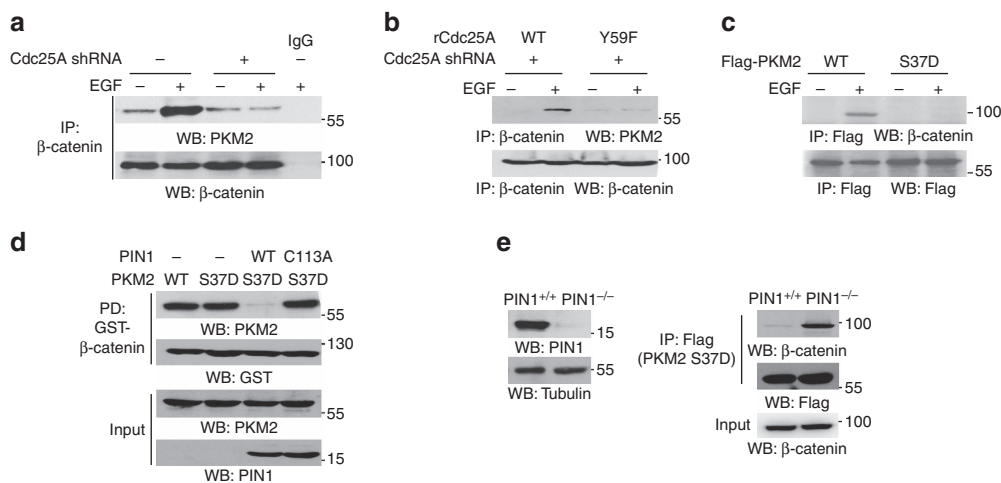 a
IgG
Cdc25A shRNA – + –
EGF – + – + +
IP: β-catenin
55
WB: PKM2
100
WB: β-catenin
b
rCdc25A WT Y59F
Cdc25A shRNA + +
EGF – + – +
55
IP: β-catenin WB: PKM2
100
IP: β-catenin WB: β-catenin
c
Flag-PKM2 WT S37D
EGF – + – +
100
IP: Flag WB: β-catenin
55
IP: Flag WB: Flag
d
PIN1 – – WT C113A
PKM2 WT S37D S37D S37D
PD: GST-β-catenin
55
WB: PKM2
130
WB: GST
Input
55
WB: PKM2
15
WB: PIN1
e
PIN1+/+ PIN1−/−
15
WB: PIN1
55
WB: Tubulin
PIN1+/+ PIN1−/−
IP: Flag
(PKM2 S37D)
100
WB: β-catenin
55
WB: Flag
Input
100
WB: β-catenin